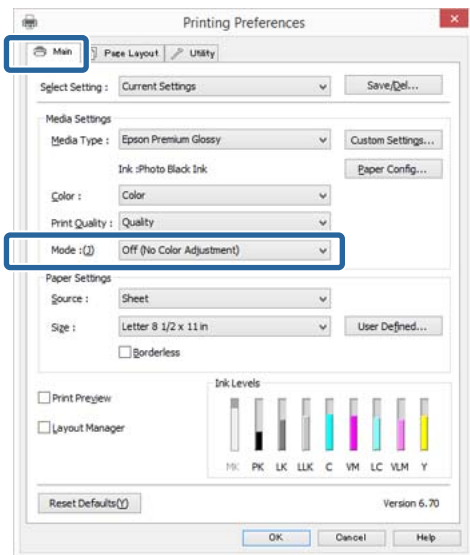 Printing Preferences
Main Page Layout Utility
Select Setting : Current Settings Save/Del...
Media Settings
Media Type : Epson Premium Glossy Custom Settings...
Ink :Photo Black Ink Paper Config...
Color : Color
Print Quality : Quality
Mode :(J) Off (No Color Adjustment)
Paper Settings
Source : Sheet
Size : Letter 8 1/2 x 11 in User Defined...
Borderless
Ink Levels
Print Preview
Layout Manager
MK PK LK LLK C VM LC VLM Y
Reset Defaults(Y) Version 6.70
OK Cancel Help